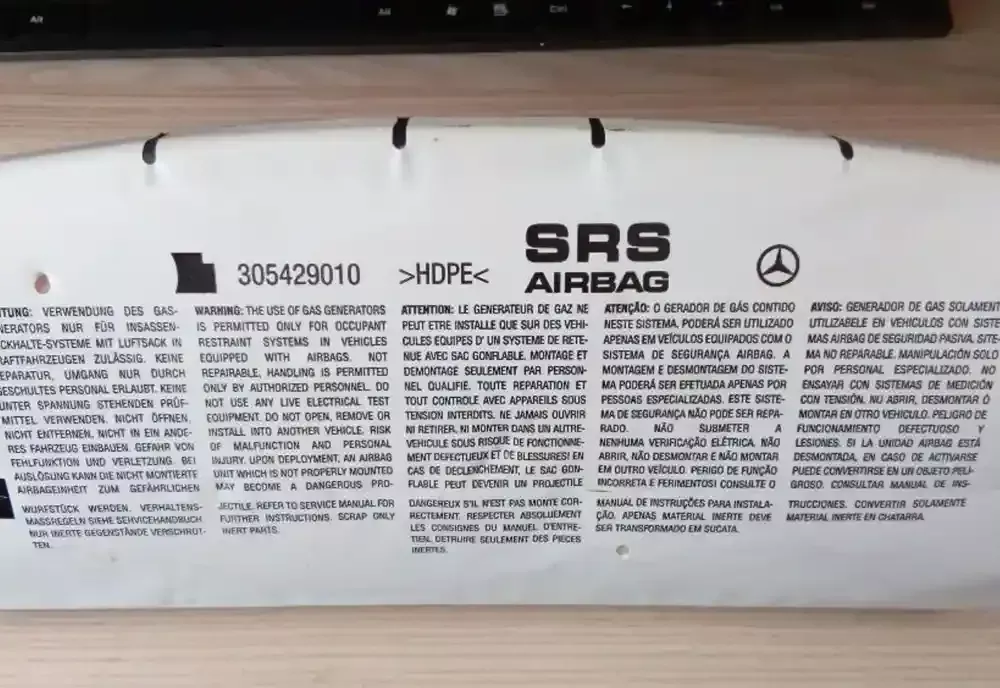 Alt
Alt
Ctrl
305429010
>HDPE<
SRS
AIRBAG
VERWENDUNG DES GAS-
NUR FÜR INSASSEN-
MIT LUFTSACK IN
ZULÄSSIG. KEINE
UMGANG NUR DURCH
PERSONAL ERLAUBT. KEINE
UNTER SPANNUNG STEHENDEN PRÜF-
MITTEL VERWENDEN. NICHT ÖFFNEN,
NICHT ENTFERNEN, NICHT IN EIN ANDE-
RES FAHRZEUG EINBAUEN. GEFAHR VON
FEHLFUNKTION UND VERLETZUNG. BEI
AUSLÖSUNG KANN DIE NICHT MONTIERTE
AIRBAGEINHEIT ZUM GEFÄHRLICHEN
WURFSTÜCK WERDEN. VERHALTENS-
MASSREGELN SIEHE SERVICEHANDBUCH
NUR INERTE GEGENSTÄNDE VERSCHROT-
TEN.
WARNING: THE USE OF GAS GENERATORS
IS PERMITTED ONLY FOR OCCUPANT
RESTRAINT SYSTEMS IN VEHICLES
EQUIPPED WITH AIRBAGS. NOT
REPAIRABLE, HANDLING IS PERMITTED
ONLY BY AUTHORIZED PERSONNEL. DO
NOT USE ANY LIVE ELECTRICAL TEST
EQUIPMENT. DO NOT OPEN, REMOVE OR
INSTALL INTO ANOTHER VEHICLE. RISK
OF MALFUNCTION AND PERSONAL
INJURY. UPON DEPLOYMENT, AN AIRBAG
UNIT WHICH IS NOT PROPERLY MOUNTED
MAY BECOME A DANGEROUS PRO-
JECTILE. REFER TO SERVICE MANUAL FOR
FURTHER INSTRUCTIONS. SCRAP ONLY
INERT PARTS.
ATTENTION: LE GENERATEUR DE GAZ NE
PEUT ETRE INSTALLE QUE SUR DES VEHI-
CULES EQUIPES D' UN SYSTEME DE RETE-
NUE AVEC SAC GONFLABLE. MONTAGE ET
DEMONTAGE SEULEMENT PAR PERSON-
NEL QUALIFIE. TOUTE REPARATION ET
TOUT CONTROLE AVEC APPAREILS SOUS
TENSION INTERDITS. NE JAMAIS OUVRIR
NI RETIRER, NI MONTER DANS UN AUTRE-
VEHICULE SOUS RISQUE DE FONCTIONNE-
MENT DEFECTUEUX ET DE BLESSURES! EN
CAS DE DECLENCHEMENT, LE SAC GON-
FLABLE PEUT DEVENIR UN PROJECTILE
DANGEREUX S'IL N'EST PAS MONTE COR-
RECTEMENT. RESPECTER ABSOLUEMENT
LES CONSIGNES DU MANUEL D'ENTRE-
TIEN. DETRUIRE SEULEMENT DES PIECES
INERTES.
ATENÇÃO: O GERADOR DE GÁS CONTIDO
NESTE SISTEMA. PODERÁ SER UTILIZADO
APENAS EM VEÍCULOS EQUIPADOS COM O
SISTEMA DE SEGURANÇA AIRBAG. A
MONTAGEM E DESMONTAGEM DO SISTE-
MA PODERÁ SER EFETUADA APENAS POR
PESSOAS ESPECIALIZADAS. ESTE SISTE-
MA DE SEGURANÇA NÃO PODE SER REPA-
RADO. NÃO SUBMETER A
NENHUMA VERIFICAÇÃO ELÉTRICA. NÃO
ABRIR, NÃO DESMONTAR E NÃO MONTAR
EM OUTRO VEÍCULO. PERIGO DE FUNÇÃO
INCORRETA E FERIMENTOS! CONSULTE O
MANUAL DE INSTRUÇÕES PARA INSTALA-
ÇÃO. APENAS MATERIAL INERTE DEVE
SER TRANSFORMADO EM SUCATA.
AVISO: GENERADOR DE GAS SOLAMENT
UTILIZABELE EN VEHICULOS CON SISTE
MAS AIRBAG DE SEGURIDAD PASIVA. SITE-
MA NO REPARABLE. MANIPULACIÓN SOLO
POR PERSONAL ESPECIALIZADO. NO
ENSAYAR CON SISTEMAS DE MEDICIÓN
CON TENSIÓN. NU ABRIR, DESMONTAR Ó
MONTAR EN OTRO VEHICULO. PELIGRO DE
FUNCIONAMIENTO DEFECTUOSO Y
LESIONES. SI LA UNIDAD AIRBAG ESTÁ
DESMONTADA, EN CASO DE ACTIVARSE
PUEDE CONVERTIRSE EN UN OBJETO PELI-
GROSO. CONSULTAR MANUAL DE INS-
TRUCCIONES. CONVERTIR SOLAMENTE
MATERIAL INERTE EN CHATARRA.